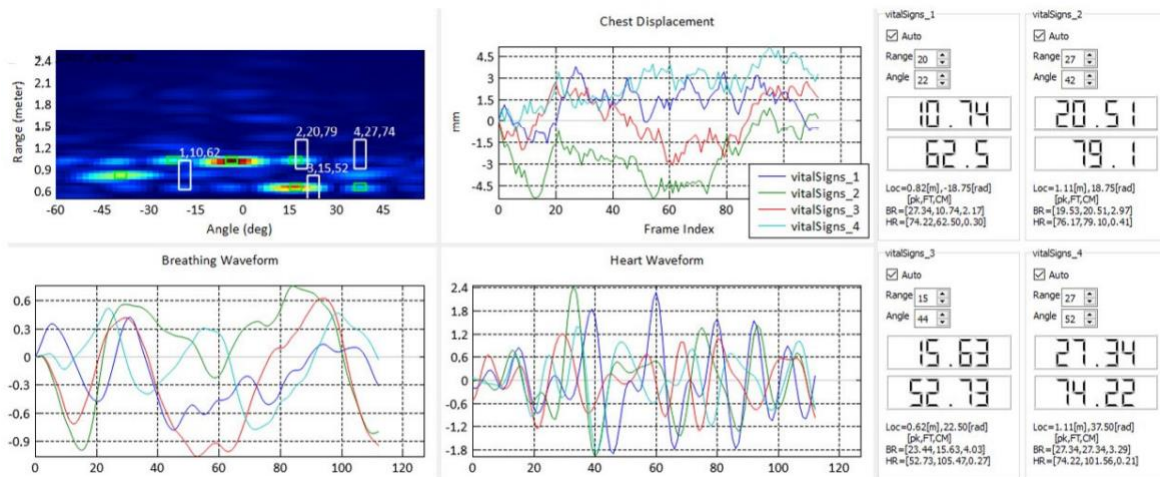 2.4
2.1
1.8
1.5
1.2
0.9
0.6
Range (meter)
1,10,62
2,20,79
3,15,52
4,27,74
-60 -45 -30 -15 0 15 30 45
Angle (deg)
Chest Displacement
4.5
3
1.5
0
-1.5
-3
-4.5
mm
0 20 40 60 80
Frame Index
vitalSigns_1
vitalSigns_2
vitalSigns_3
vitalSigns_4
Breathing Waveform
0.6
0.3
0
-0.3
-0.6
-0.9
0 20 40 60 80 100 120
Heart Waveform
2.4
1.8
1.2
0.6
0
-0.6
-1.2
-1.8
0 20 40 60 80 100 120
vitalSigns_1
Auto
Range 20
Angle 22
10.74
62.5
Loc=0.82[m],-18.75[rad]
[pk,FT,CM]
BR=[27.34,10.74,2.17]
HR=[74.22,62.50,0.30]
vitalSigns_2
Auto
Range 27
Angle 42
20.51
79.1
Loc=1.11[m],18.75[rad]
[pk,FT,CM]
BR=[19.53,20.51,2.97]
HR=[76.17,79.10,0.41]
vitalSigns_3
Auto
Range 15
Angle 44
15.63
52.73
Loc=0.62[m],22.50[rad]
[pk,FT,CM]
BR=[23.44,15.63,4.03]
HR=[52.73,105.47,0.27]
vitalSigns_4
Auto
Range 27
Angle 52
27.34
74.22
Loc=1.11[m],37.50[rad]
[pk,FT,CM]
BR=[27.34,27.34,3.29]
HR=[74.22,101.56,0.21]